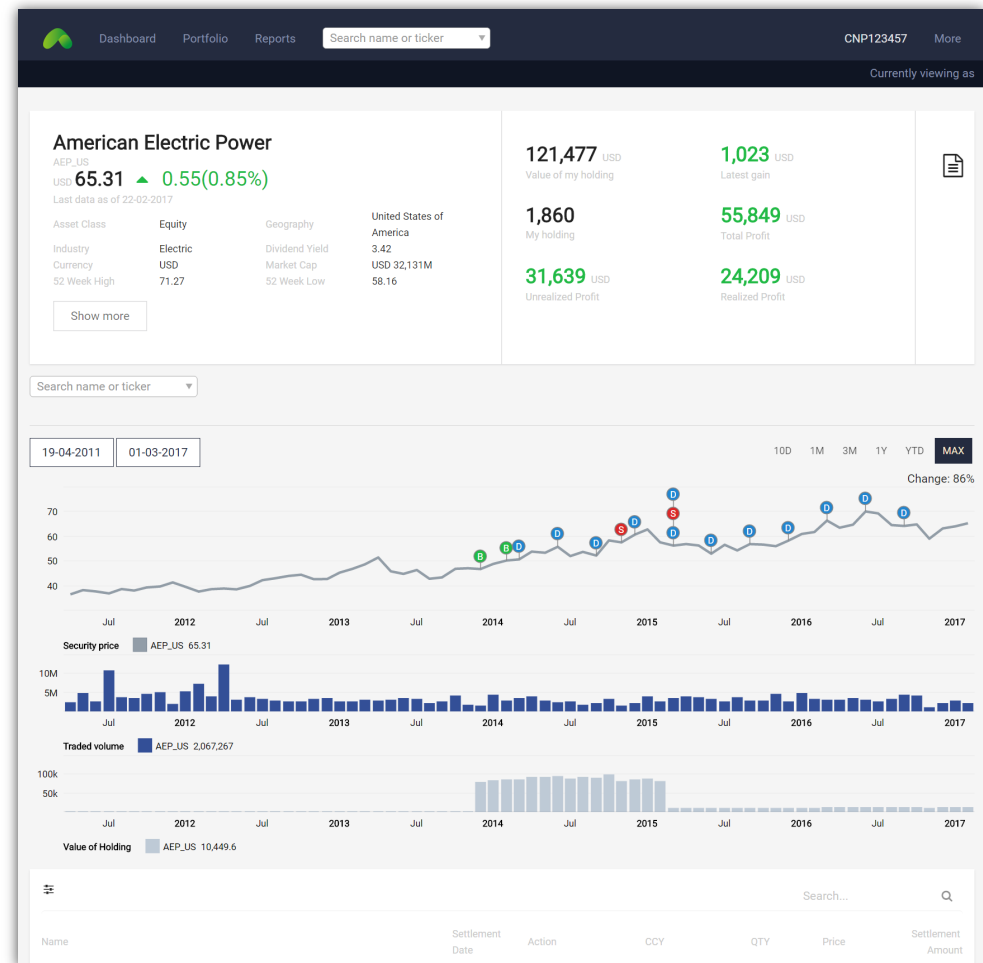 Dashboard Portfolio Reports Search name or ticker CNP123457 More
Currently viewing as
American Electric Power
AEP_US
USD 65.31 0.55(0.85%)
Last data as of 22-02-2017
Asset Class Equity Geography United States of America
Industry Electric Dividend Yield 3.42
Currency USD Market Cap USD 32,131M
52 Week High 71.27 52 Week Low 58.16
Show more
121,477 USD 1,023 USD
Value of my holding Latest gain
1,860 55,849 USD
My holding Total Profit
31,639 USD 24,209 USD
Unrealized Profit Realized Profit
Search name or ticker
19-04-2011 01-03-2017 10D 1M 3M 1Y YTD MAX
Change: 86%
70
60
50
40
B B D D D S D D S D D D D D D D
Jul 2012 Jul 2013 Jul 2014 Jul 2015 Jul 2016 Jul 2017
Security price AEP_US 65.31
10M
5M
Jul 2012 Jul 2013 Jul 2014 Jul 2015 Jul 2016 Jul 2017
Traded volume AEP_US 2,067,267
100k
50k
Jul 2012 Jul 2013 Jul 2014 Jul 2015 Jul 2016 Jul 2017
Value of Holding AEP_US 10,449.6
Search...
Name Settlement Date Action CCY QTY Price Settlement Amount